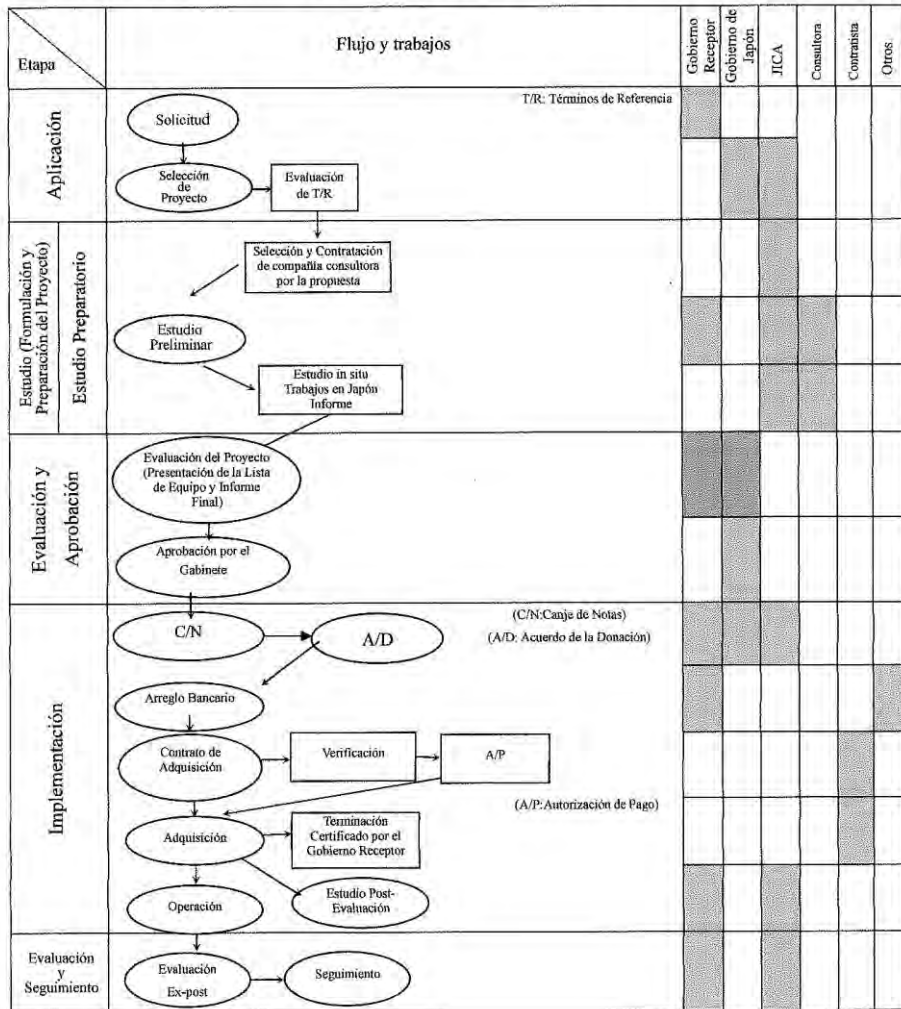 Etapa
Flujo y trabajos
Gobierno
Receptor
Gobierno de
Japón
JICA
Consultora
Contratista
Otros
Aplicación
T/R: Términos de Referencia
Solicitud
Selección
de
Proyecto
Evaluación
de T/R
Estudio (Formulación y
Preparación del Proyecto)
Estudio Preparatorio
Selección y Contratación
de compañía consultora
por la propuesta
Estudio
Preliminar
Estudio in situ
Trabajos en Japón
Informe
Evaluación y
Aprobación
Evaluación del Proyecto
(Presentación de la Lista
de Equipo y Informe
Final)
Aprobación por el
Gabinete
Implementación
C/N
A/D
(C/N:Canje de Notas)
(A/D: Acuerdo de la Donación)
Arreglo Bancario
Contrato de
Adquisición
Verificación
A/P
(A/P:Autorización de Pago)
Adquisición
Terminación
Certificado por el
Gobierno Receptor
Operación
Estudio Post-
Evaluación
Evaluación
y
Seguimiento
Evaluación
Ex-post
Seguimiento